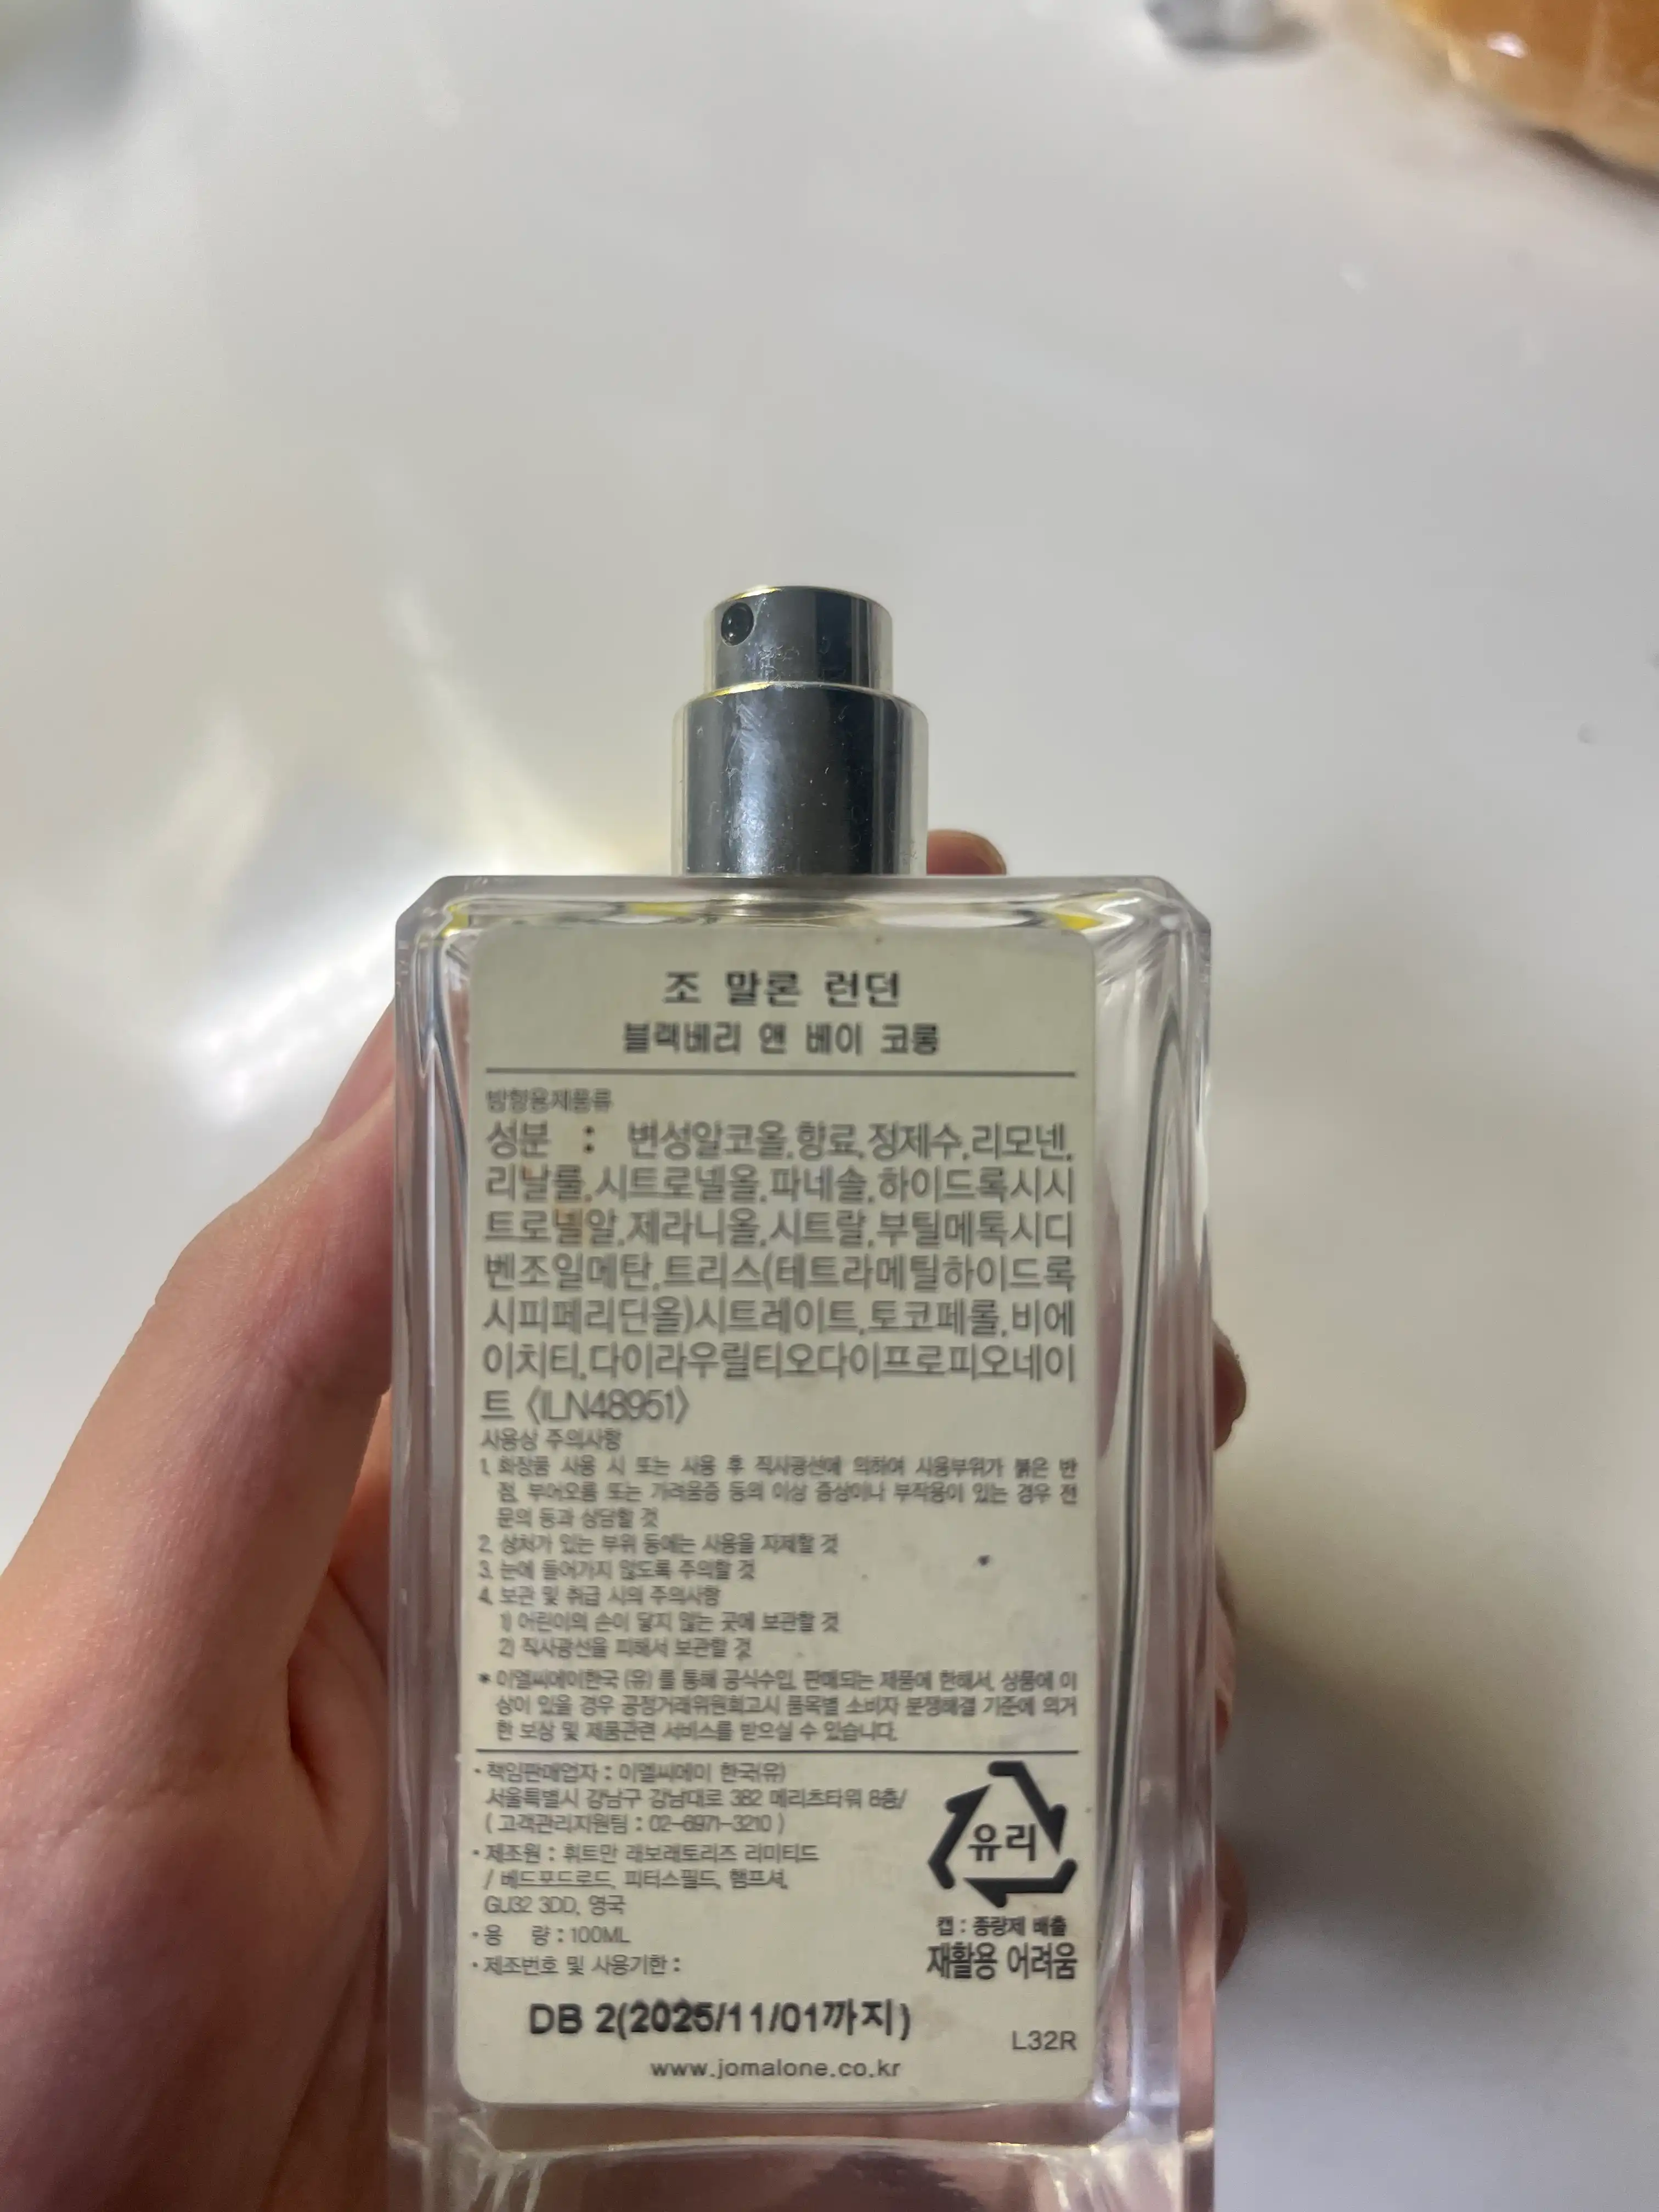 조 말론 런던
블랙베리 앤 베이 코롱
방향용제품류
성분 : 변성알코올,향료,정제수,리모넨,
리날룰,시트로넬올,파네솔,하이드록시시
트로넬알,제라니올,시트랄,부틸메톡시디
벤조일메탄,트리스(테트라메틸하이드록
시피페리딘올)시트레이트,토코페롤,비에
이치티,다이라우릴티오다이프로피오네이
트 〈ILN48951〉
사용상 주의사항
1. 화장품 사용 시 또는 사용 후 직사광선에 의하여 사용부위가 붉은 반
점, 부어오름 또는 가려움증 등의 이상 증상이나 부작용이 있는 경우 전
문의 등과 상담할 것
2. 상처가 있는 부위 등에는 사용을 자제할 것
3. 눈에 들어가지 않도록 주의할 것
4. 보관 및 취급 시의 주의사항
1) 어린이의 손이 닿지 않는 곳에 보관할 것
2) 직사광선을 피해서 보관할 것
* 이엘씨에이한국 (유) 를 통해 공식수입, 판매되는 제품에 한해서, 상품에 이
상이 있을 경우 공정거래위원회고시 품목별 소비자 분쟁해결 기준에 의거
한 보상 및 제품관련 서비스를 받으실 수 있습니다.
· 책임판매업자 : 이엘씨에이 한국(유)
서울특별시 강남구 강남대로 382 메리츠타워 8층/
( 고객관리지원팀 : 02-6971-3210 )
· 제조원 : 휘트만 래보래토리즈 리미티드
/ 베드포드로드, 피터스필드, 햄프셔,
GU32 3DD, 영국
· 용 량 : 100ML
· 제조번호 및 사용기한 :
유리
캡 : 종량제 배출
재활용 어려움
DB 2(2025/11/01까지)
L32R
www.jomalone.co.kr